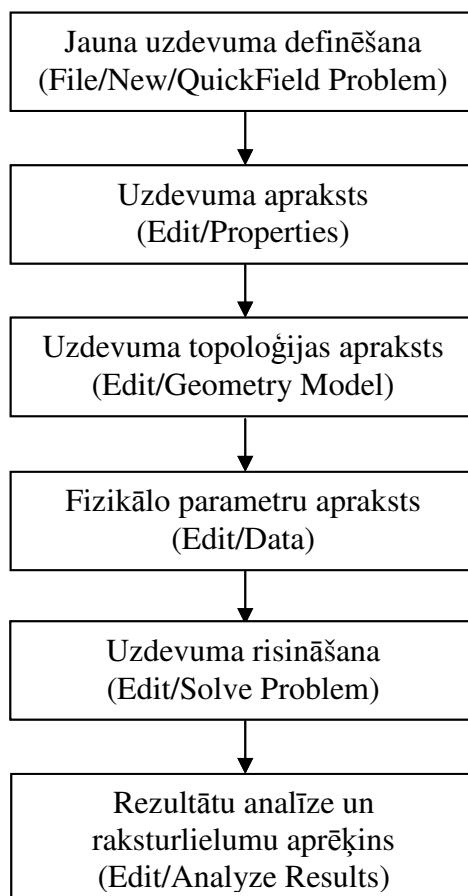 Jauna uzdevuma definēšana
(File/New/QuickField Problem)
Uzdevuma apraksts
(Edit/Properties)
Uzdevuma topoloģijas apraksts
(Edit/Geometry Model)
Fizikālo parametru apraksts
(Edit/Data)
Uzdevuma risināšana
(Edit/Solve Problem)
Rezultātu analīze un
raksturlielumu aprēķins
(Edit/Analyze Results)